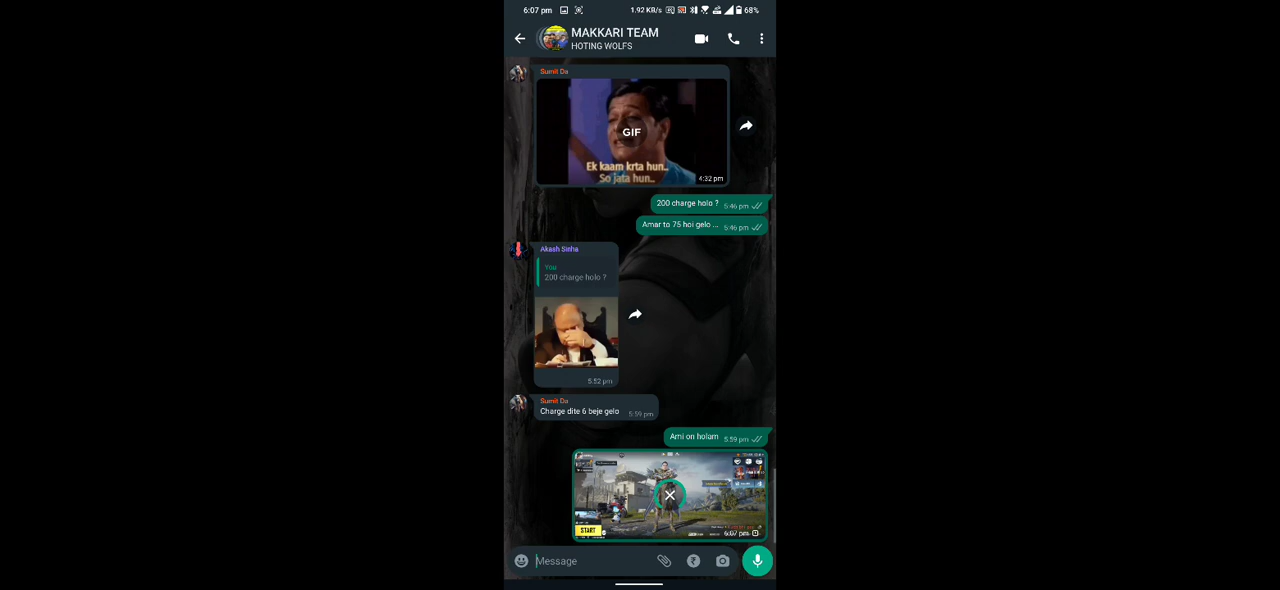 6:07 pm
1.92 KB/s
68%
MAKKARI TEAM
HOTING WOLFS
Sumit Da
GIF
Ek kaam krta hun..
So jata hun..
4:32 pm
200 charge holo ?
5:46 pm
Amar to 75 hoi gelo ...
5:46 pm
Akash Sinha
You
200 charge holo ?
5:52 pm
Sumit Da
Charge dite 6 beje gelo
5:59 pm
Ami on holam
5:59 pm
START
6:07 pm
Message